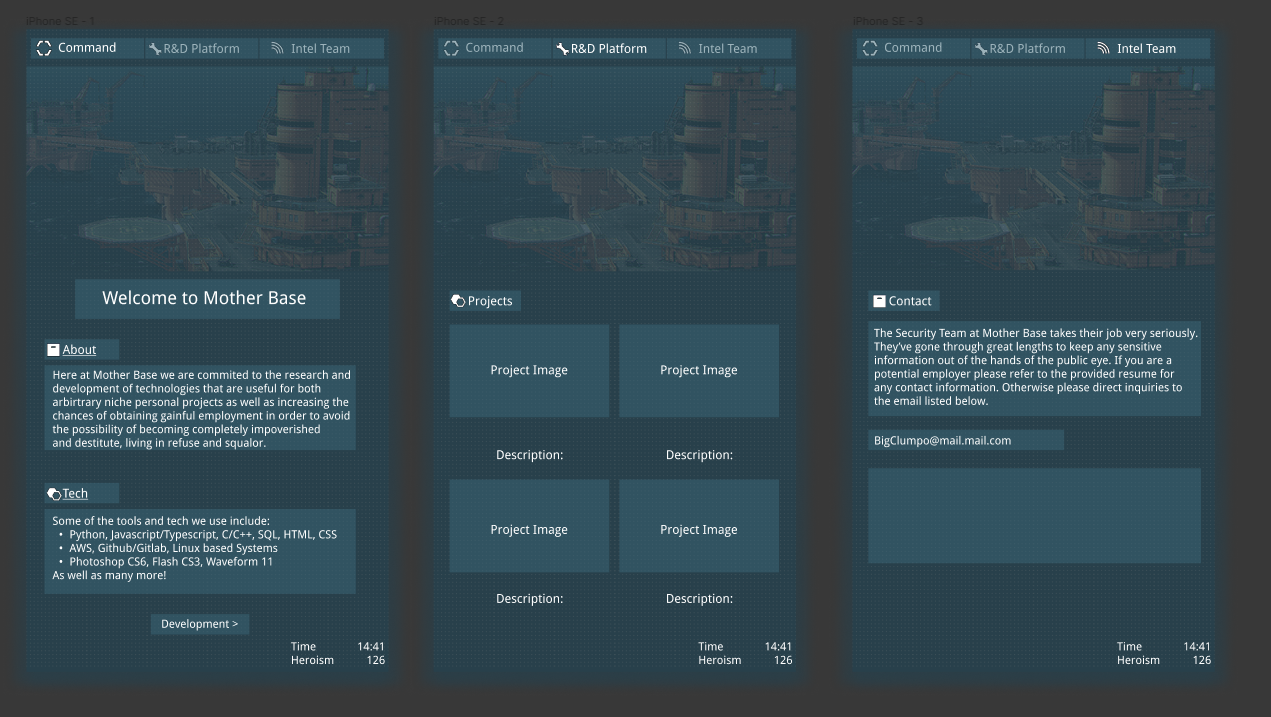 iPhone SE – 1
Command
R&D Platform
Intel Team
Welcome to Mother Base
About
Here at Mother Base we are commited to the research and
development of technologies that are useful for both
arbirtrary niche personal projects as well as increasing the
chances of obtaining gainful employment in order to avoid
the possibility of becoming completely impoverished
and destitute, living in refuse and squalor.
Tech
Some of the tools and tech we use include:
• Python, Javascript/Typescript, C/C++, SQL, HTML, CSS
• AWS, Github/Gitlab, Linux based Systems
• Photoshop CS6, Flash CS3, Waveform 11
As well as many more!
Development >
Time 14:41
Heroism 126
iPhone SE – 2
Command
R&D Platform
Intel Team
Projects
Project Image
Project Image
Description:
Description:
Project Image
Project Image
Description:
Description:
Time 14:41
Heroism 126
iPhone SE – 3
Command
R&D Platform
Intel Team
Contact
The Security Team at Mother Base takes their job very seriously.
They've gone through great lengths to keep any sensitive
information out of the hands of the public eye. If you are a
potential employer please refer to the provided resume for
any contact information. Otherwise please direct inquiries to
the email listed below.
BigClumpo@mail.mail.com
Time 14:41
Heroism 126